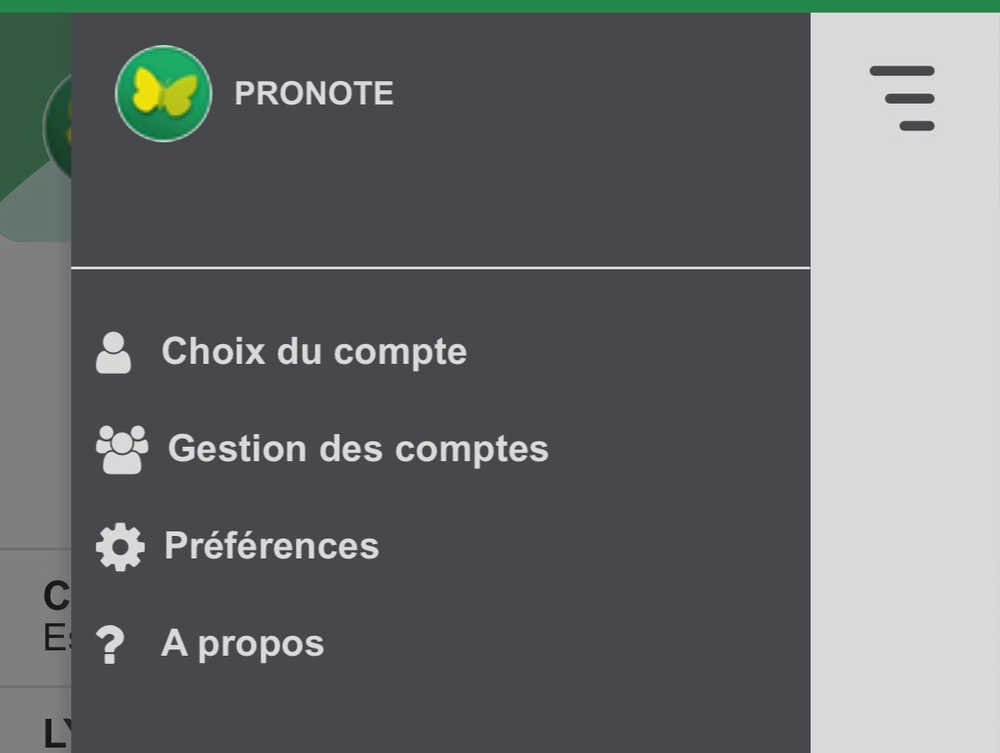 PRONOTE
Choix du compte
Gestion des comptes
Préférences
? A propos